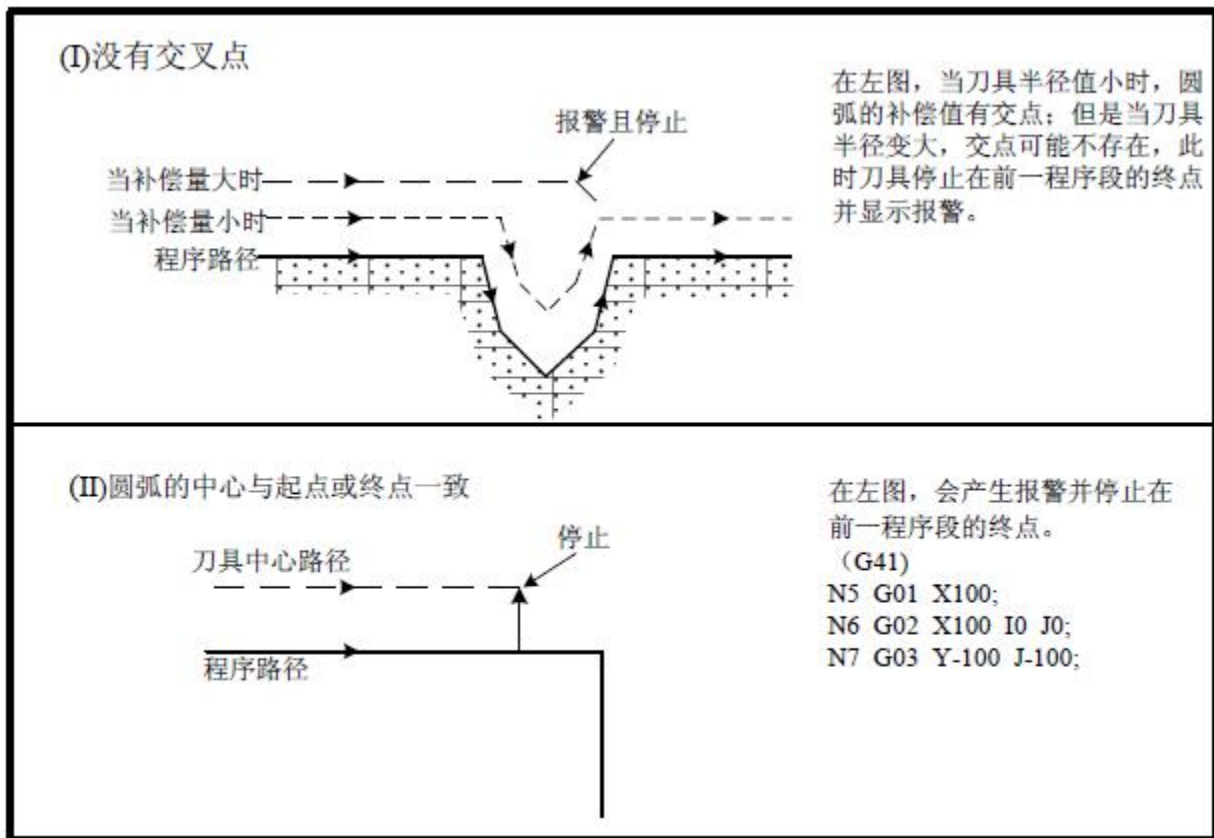 (I)没有交叉点
在左图，当刀具半径值小时，圆
弧的补偿值有交点；但是当刀具
半径变大，交点可能不存在，此
时刀具停止在前一程序段的终点
并显示报警。
报警且停止
当补偿量大时
当补偿量小时
程序路径
(II)圆弧的中心与起点或终点一致
在左图，会产生报警并停止在
前一程序段的终点。
（G41)
N5 G01 X100;
N6 G02 X100 I0 J0;
N7 G03 Y-100 J-100;
停止
刀具中心路径
程序路径